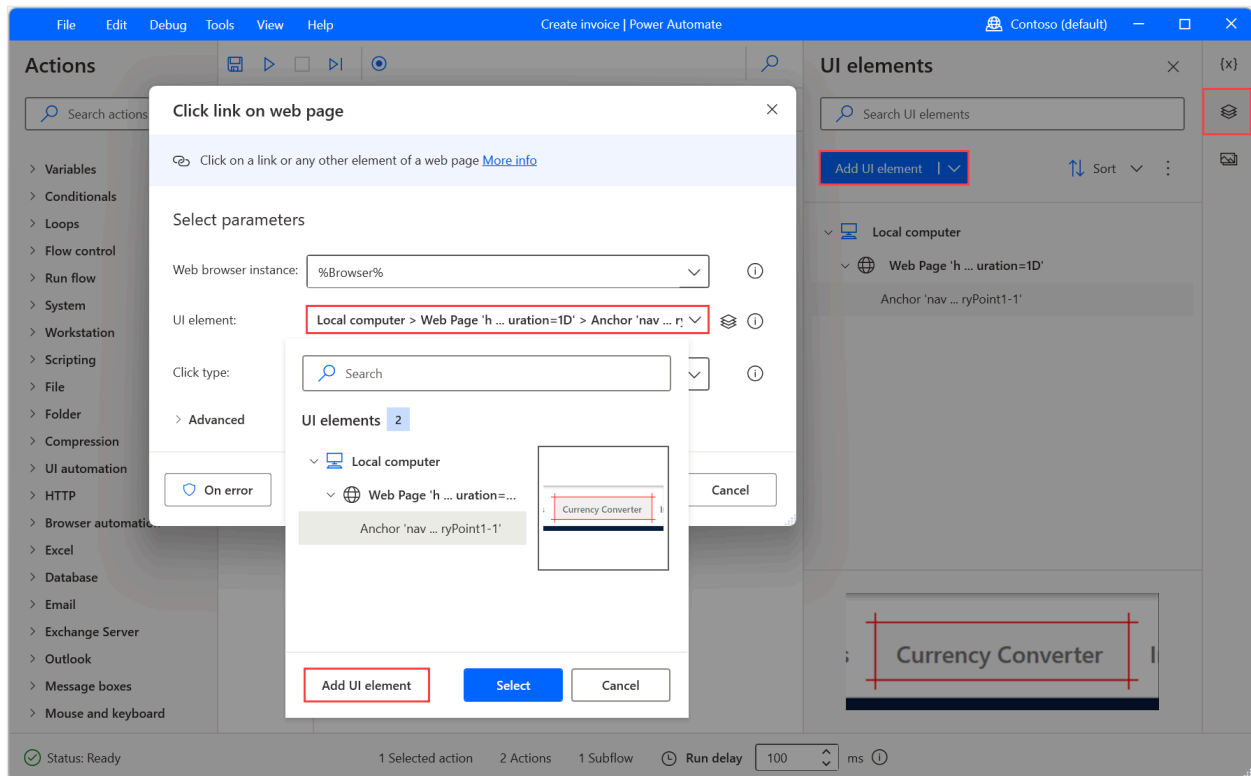 File Edit Debug Tools View Help Create invoice | Power Automate Contoso (default)
Actions
Search actions
Variables
Conditionals
Loops
Flow control
Run flow
System
Workstation
Scripting
File
Folder
Compression
UI automation
HTTP
Browser automatio
Excel
Database
Email
Exchange Server
Outlook
Message boxes
Mouse and keyboard
Click link on web page
Click on a link or any other element of a web page More info
Select parameters
Web browser instance: %Browser%
UI element: Local computer > Web Page 'h ... uration=1D' > Anchor 'nav ... ry
Click type:
Advanced
On error Cancel
Search
UI elements 2
Local computer
Web Page 'h ... uration=...
Anchor 'nav ... ryPoint1-1'
Currency Converter
Add UI element Select Cancel
UI elements
{x}
Search UI elements
Add UI element Sort
Local computer
Web Page 'h ... uration=1D'
Anchor 'nav ... ryPoint1-1'
s Currency Converter I
Status: Ready 1 Selected action 2 Actions 1 Subflow Run delay 100 ms